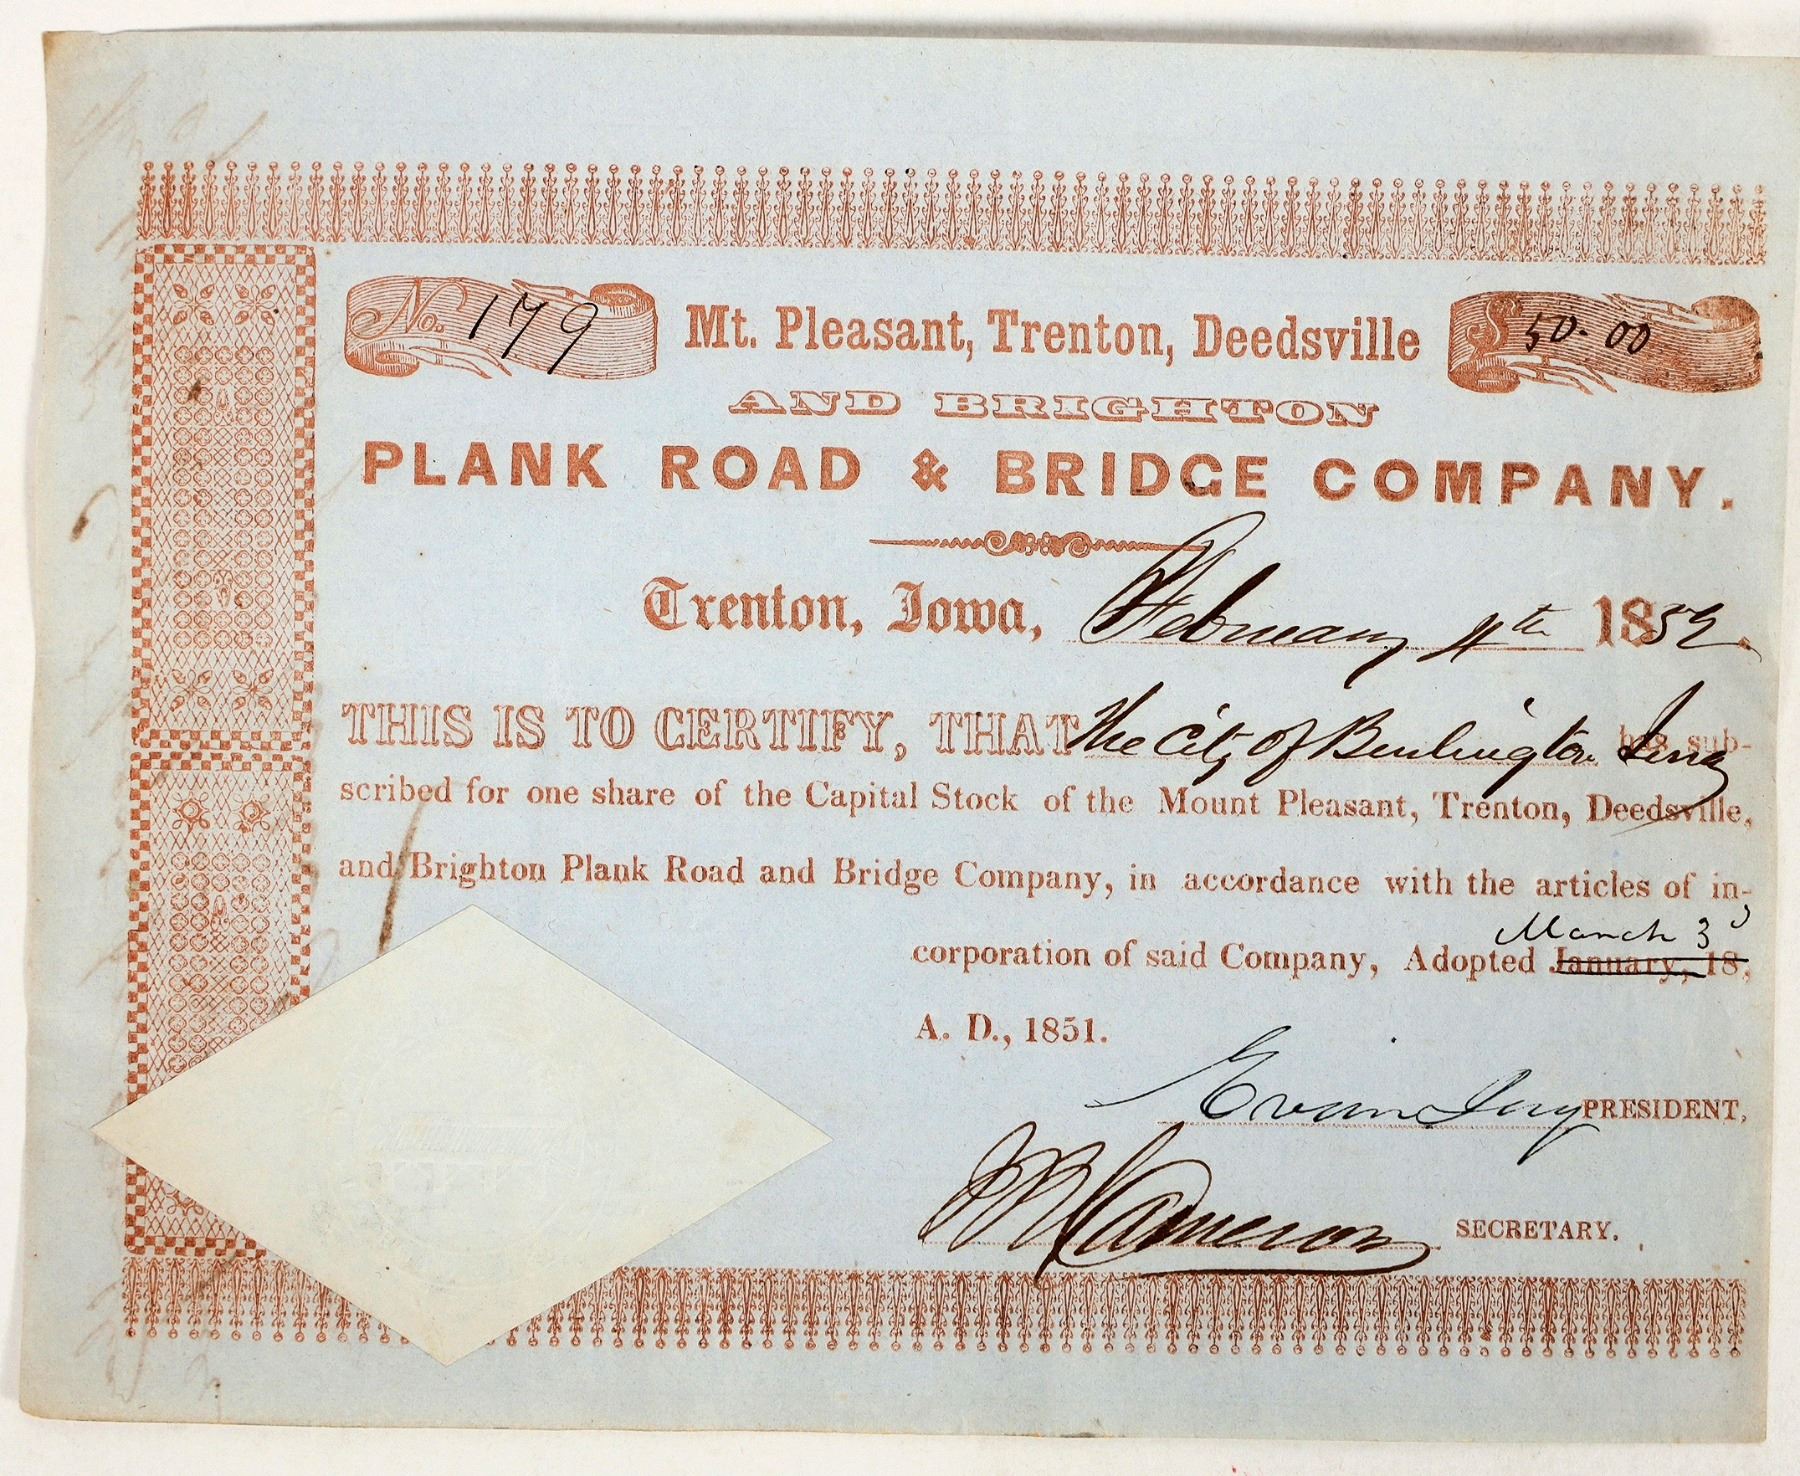 No. 179 Mt. Pleasant, Trenton, Deedsville $ 50.00
AND BRIGHTON
PLANK ROAD & BRIDGE COMPANY.
Trenton, Iowa, February 4th 1852.
THIS IS TO CERTIFY, THAT The City of Burlington has sub-
scribed for one share of the Capital Stock of the Mount Pleasant, Trenton, Deedsville,
and Brighton Plank Road and Bridge Company, in accordance with the articles of in-
March 3
corporation of said Company, Adopted January, 18,
A. D., 1851.
PRESIDENT,
Cameron SECRETARY.